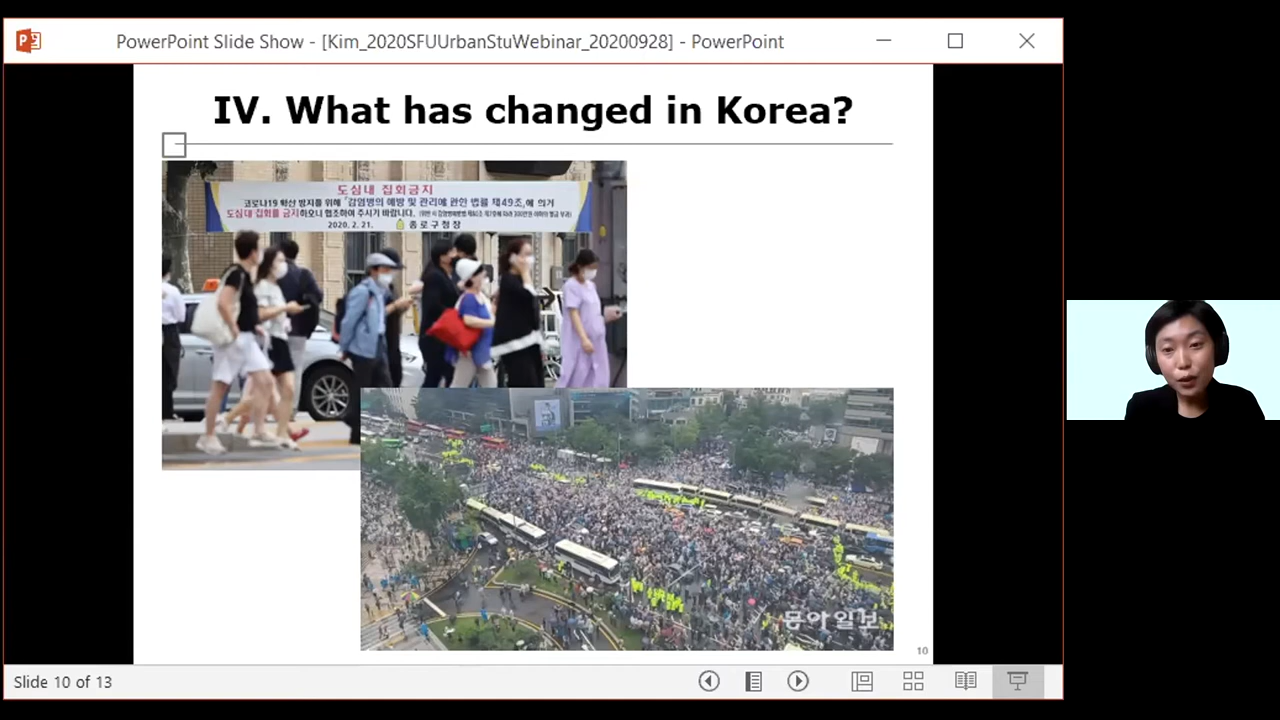 PowerPoint Slide Show - [Kim_2020SFUUrbanStuWebinar_20200928] - PowerPoint
IV. What has changed in Korea?
도심내 집회금지
코로나19 확산 방지를 위해 「감염병의 예방 및 관리에 관한 법률 제49조」에 의거
도심내 집회를 금지하오니 협조하여 주시기 바랍니다.
2020. 2. 21. 종로구청장
동아일보
10
Slide 10 of 13